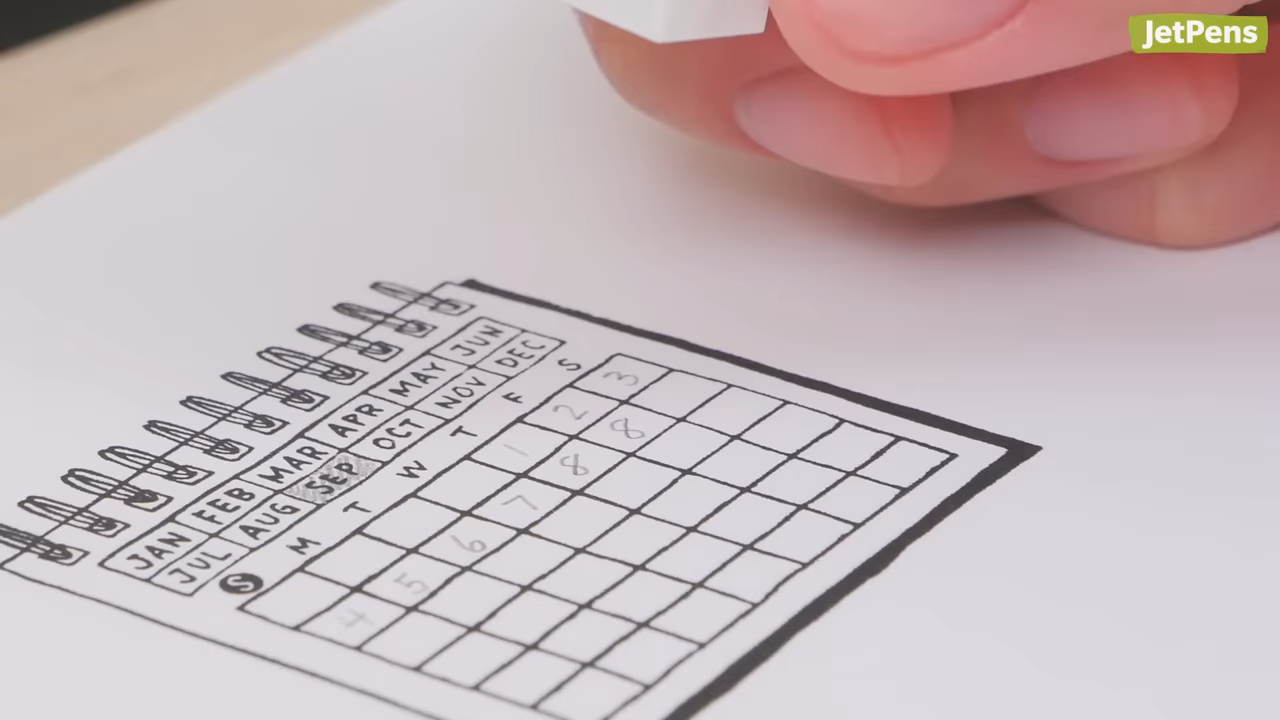 JetPens
JAN FEB MAR APR MAY JUN
JUL AUG SEP OCT NOV DEC
S M T W T F S
1 2 3
4 5 6 7 8 8